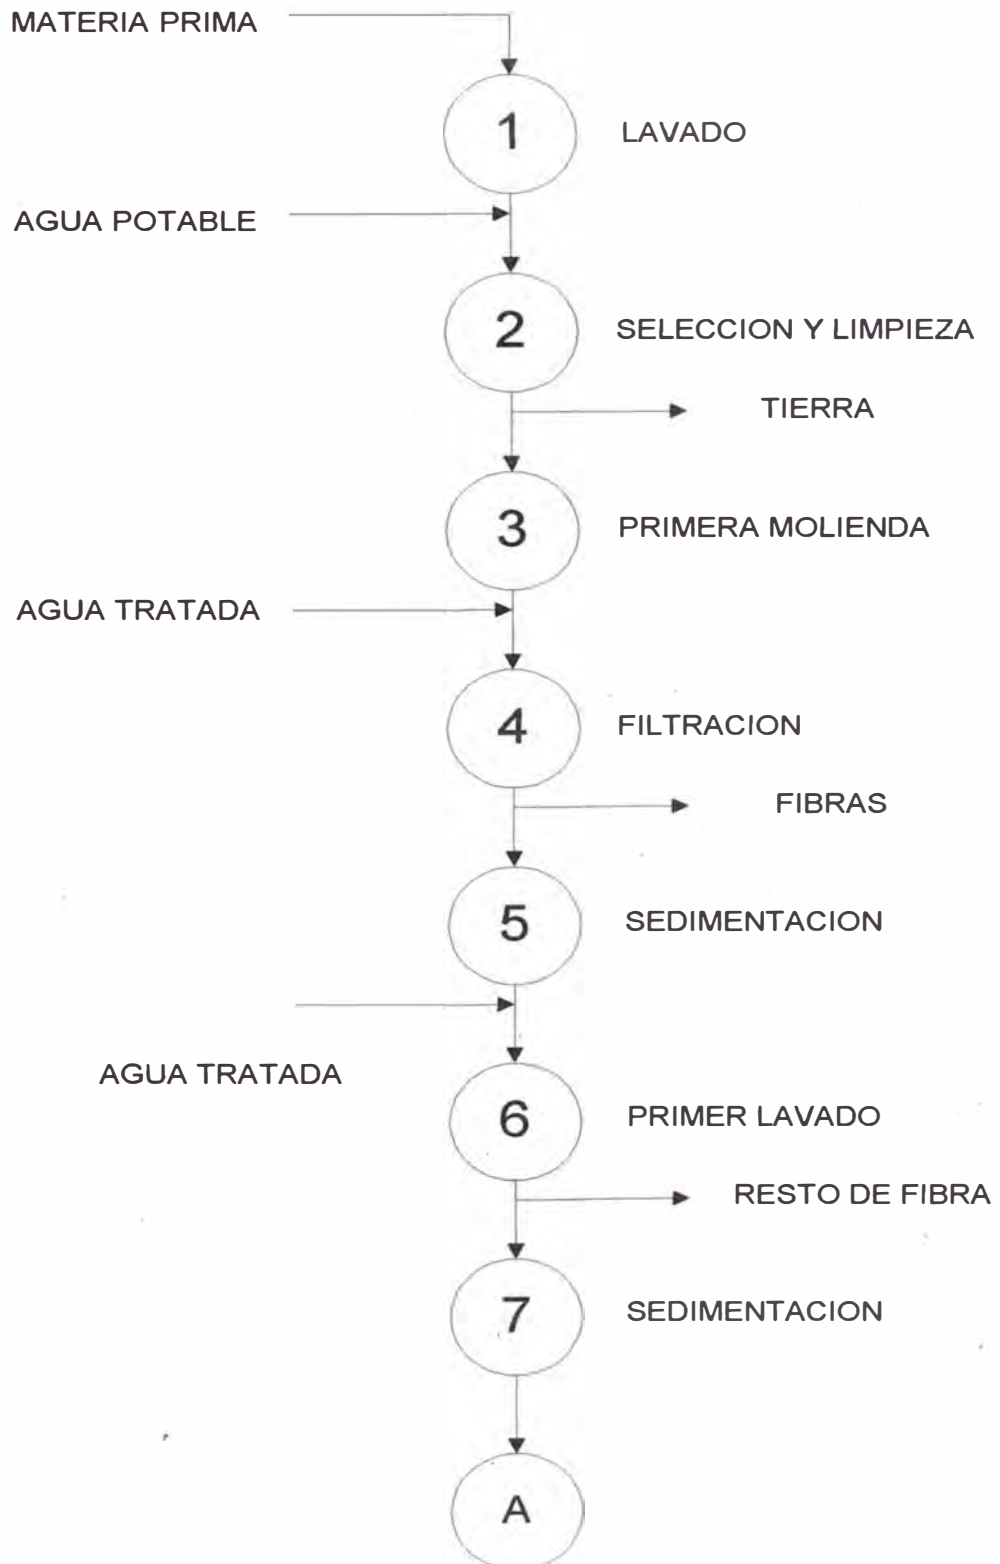 MATERIA PRIMA
1 LAVADO
AGUA POTABLE
2 SELECCION Y LIMPIEZA
TIERRA
3 PRIMERA MOLIENDA
AGUA TRATADA
4 FILTRACION
FIBRAS
5 SEDIMENTACION
AGUA TRATADA
6 PRIMER LAVADO
RESTO DE FIBRA
7 SEDIMENTACION
A